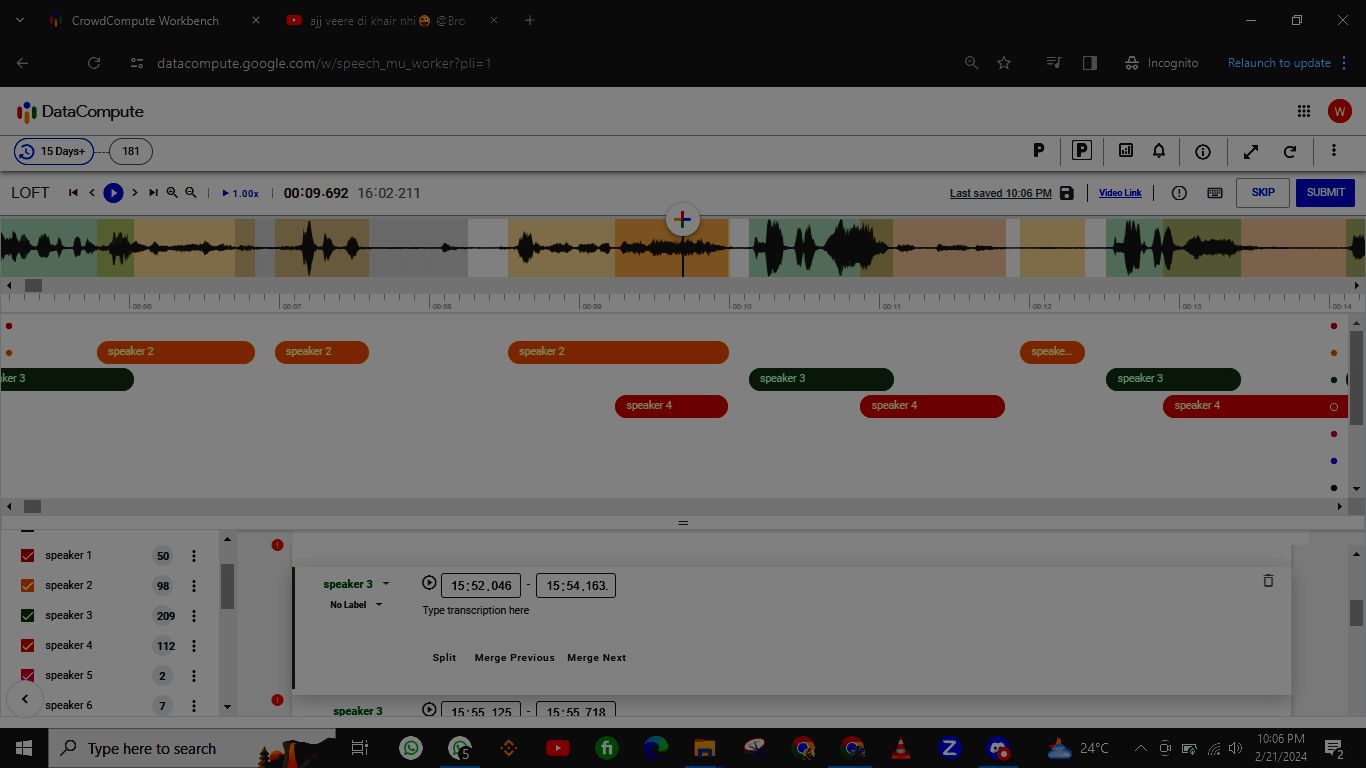 CrowdCompute Workbench
ajj veere di khair nhi😜 @Bro
datacompute.google.com/w/speech_mu_worker?pli=1
Incognito
Relaunch to update
DataCompute
W
15 Days+
181
P
P
LOFT
1.00x
00:09.692
16:02.211
Last saved 10:06 PM
Video Link
SKIP
SUBMIT
00:06
00:07
00:08
00:09
00:10
00:11
00:12
00:13
00:14
speaker 2
speaker 2
speaker 2
speake...
ker 3
speaker 3
speaker 3
speaker 4
speaker 4
speaker 4
speaker 1
50
speaker 2
98
speaker 3
209
speaker 4
112
speaker 5
2
speaker 6
7
speaker 3
15:52.046 - 15:54.163.
No Label
Type transcription here
Split
Merge Previous
Merge Next
speaker 3
15:55.125 - 15:55.718
Type here to search
5
24°C
10:06 PM
2/21/2024
2